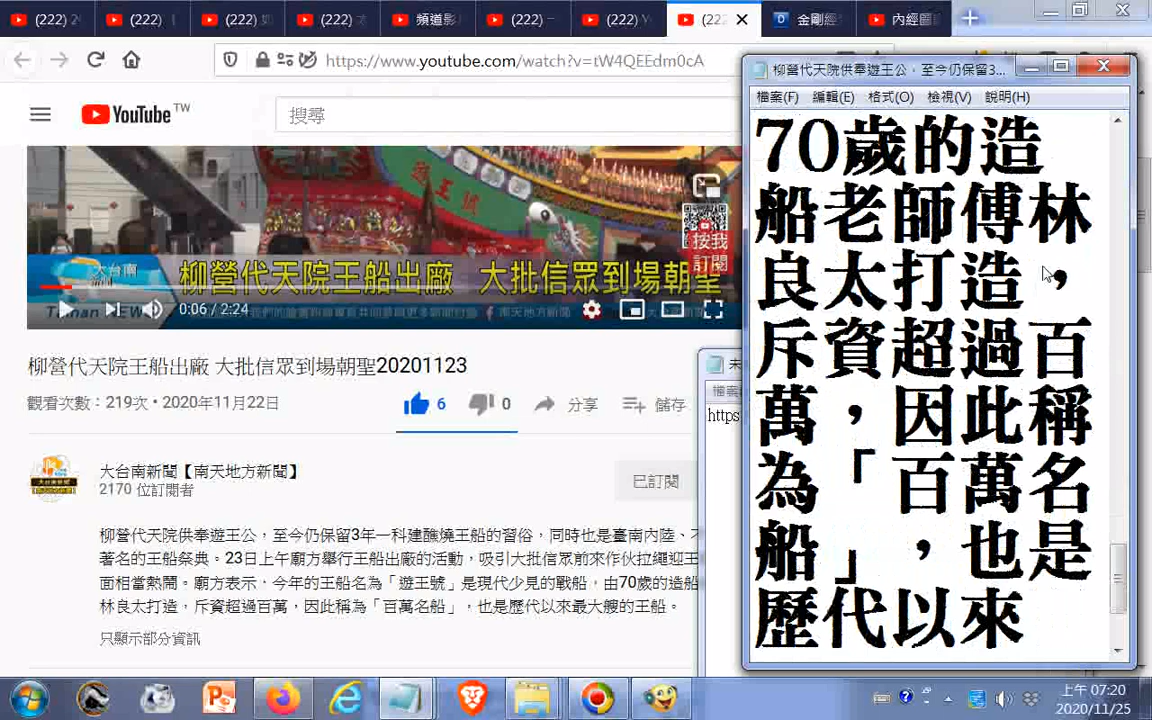 (222) 2
(222)
(222)
(222)
頻道影
(222) 一
(222) Y
(222
金剛經
內經圖
https://www.youtube.com/watch?v=tW4QEEdm0cA
YouTube TW
搜尋
大台南
柳營代天院王船出廠 大批信眾到場朝聖
按我
訂閱
Tainan NEWS
0:06 / 2:24
柳營代天院王船出廠 大批信眾到場朝聖20201123
觀看次數：219次•2020年11月22日
6
0
分享
儲存
大台南新聞【南天地方新聞】
2170 位訂閱者
已訂閱
柳營代天院供奉遊王公，至今仍保留3年一科建醮燒王船的習俗，同時也是臺南內陸、
著名的王船祭典。23日上午廟方舉行王船出廠的活動，吸引大批信眾前來作伙拉繩迎王
面相當熱鬧。廟方表示，今年的王船名為「遊王號」是現代少見的戰船，由70歲的造船
林良太打造，斥資超過百萬，因此稱為「百萬名船」，也是歷代以來最大艘的王船。
只顯示部分資訊
檔案
https
柳營代天院供奉遊王公，至今仍保留3...
檔案(F) 編輯(E) 格式(O) 檢視(V) 說明(H)
70歲的造
船老師傅林
良太打造，
斥資超過百
萬，因此稱
為「百萬名
船」，也是
歷代以來
上午 07:20
2020/11/25